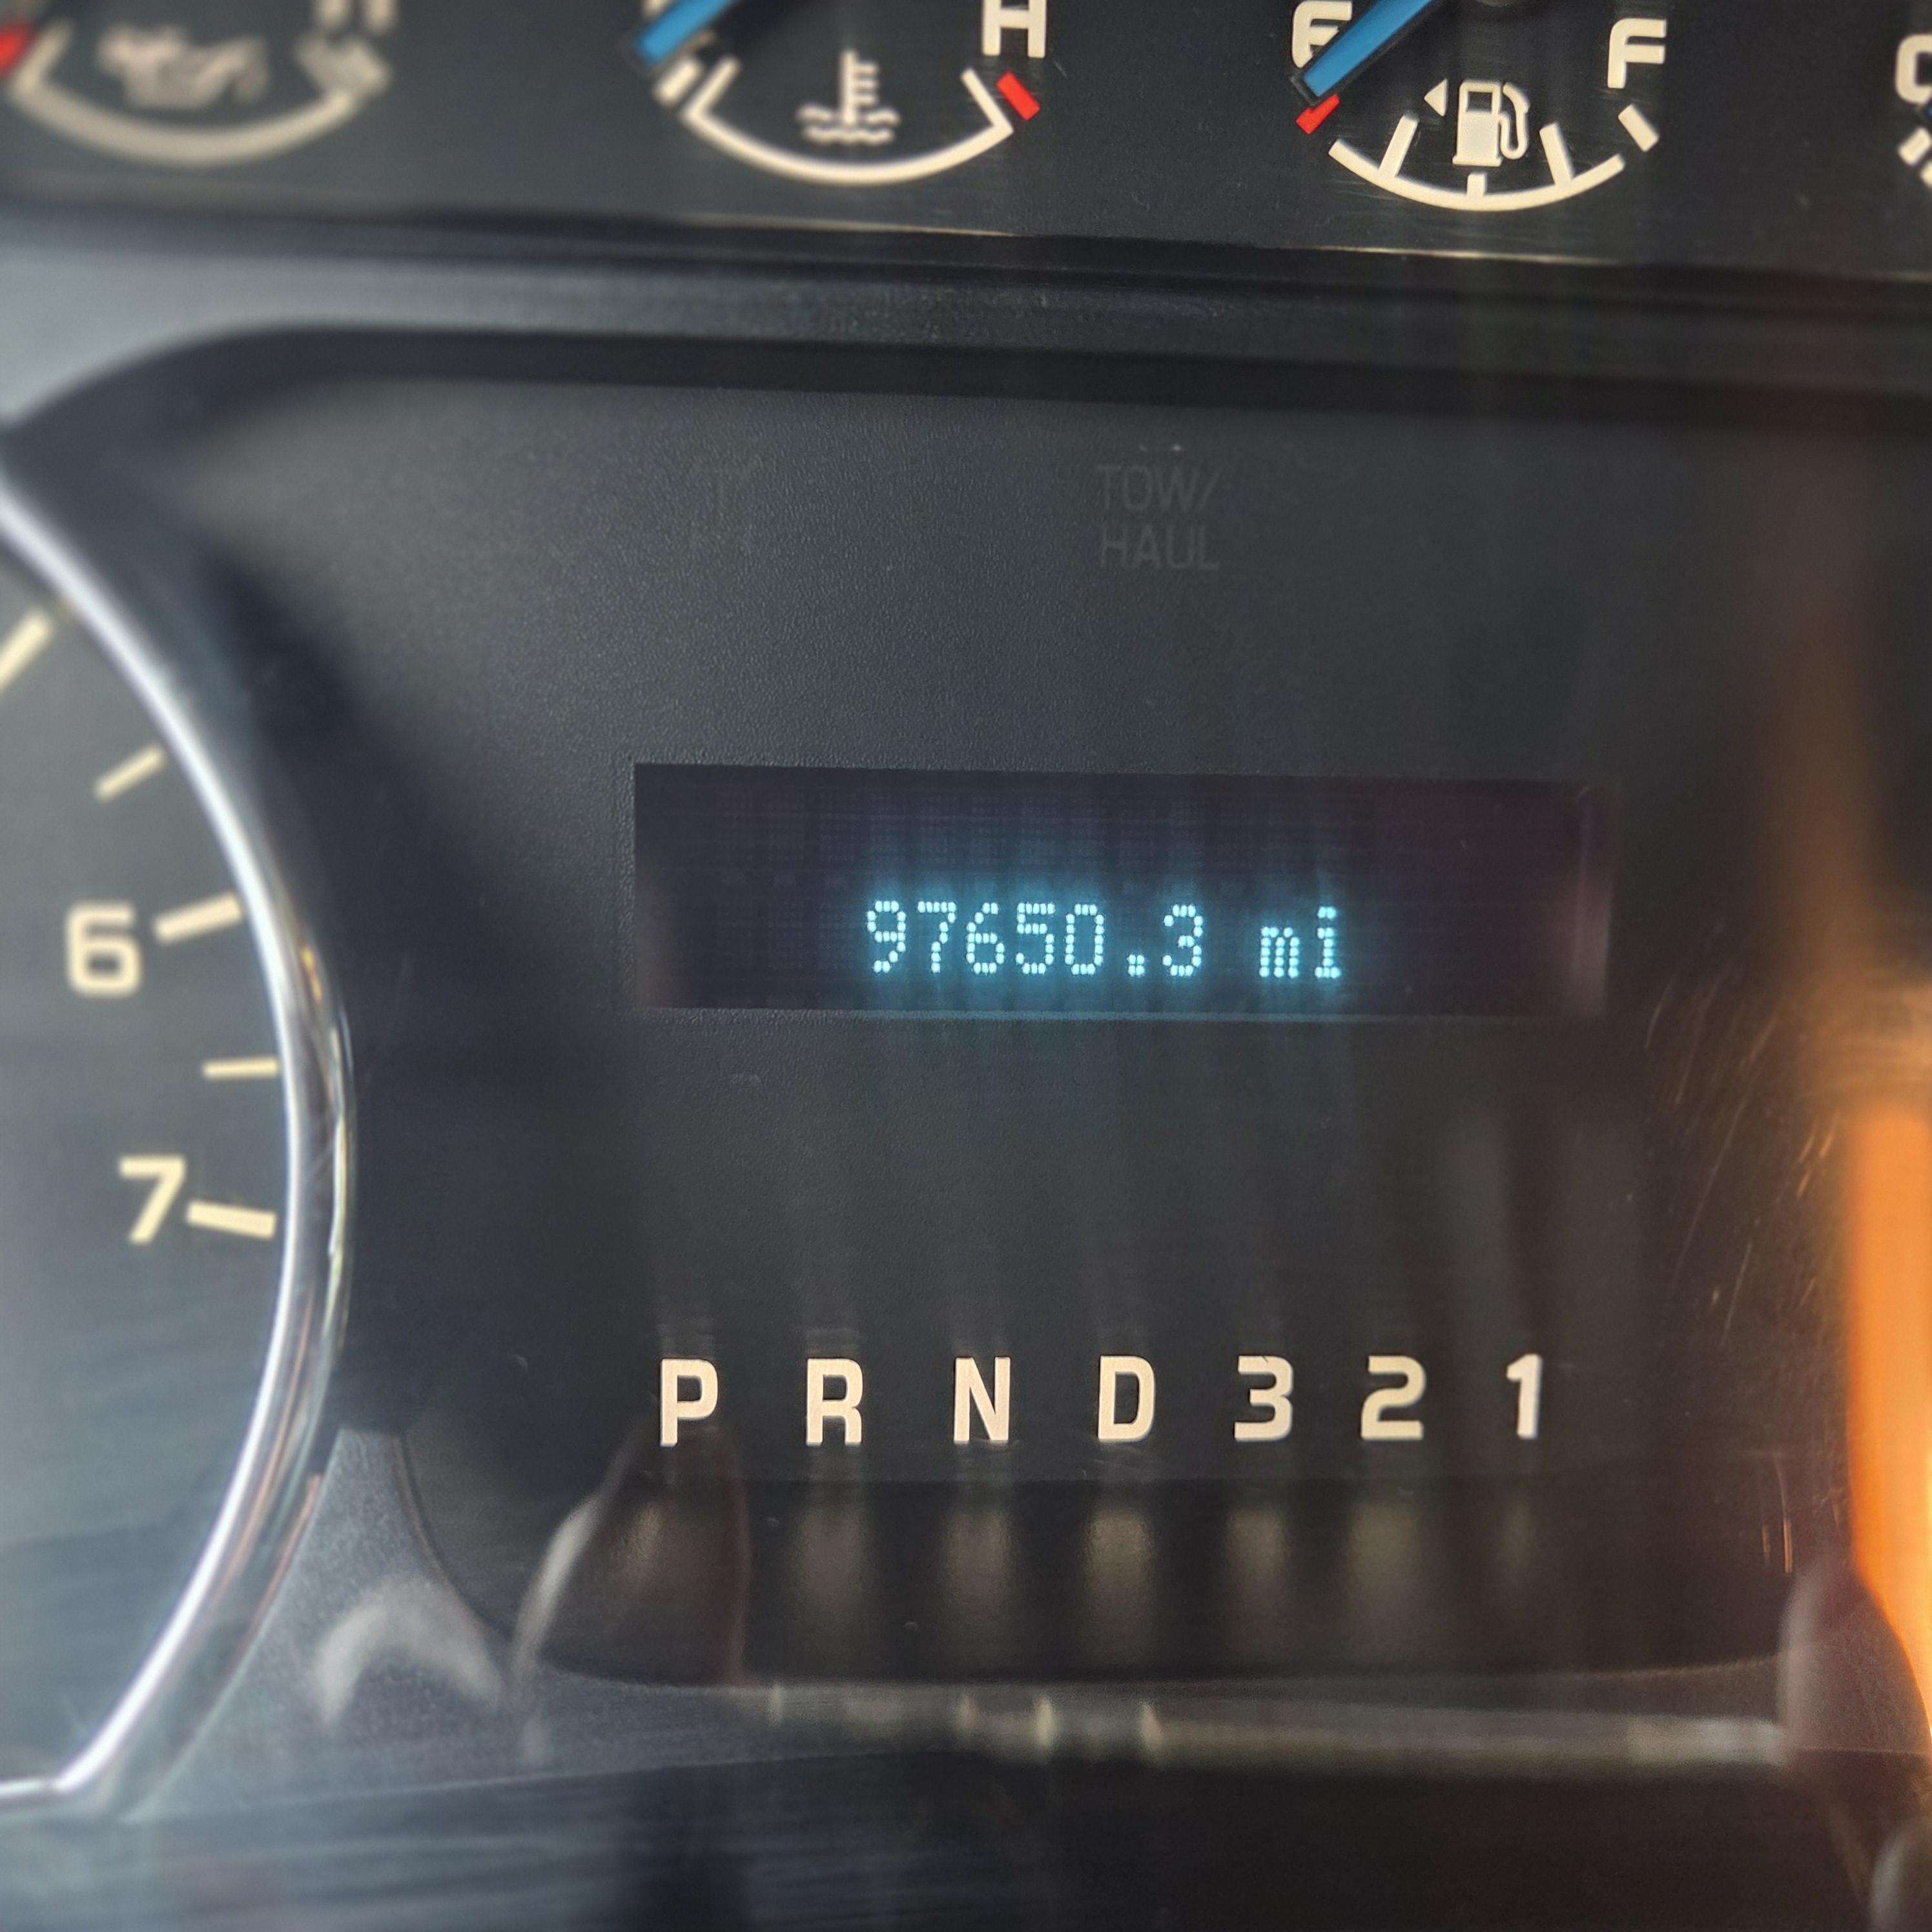 H
E F
C
TOW/
HAUL
97650.3 mi
6
7
P R N D 3 2 1